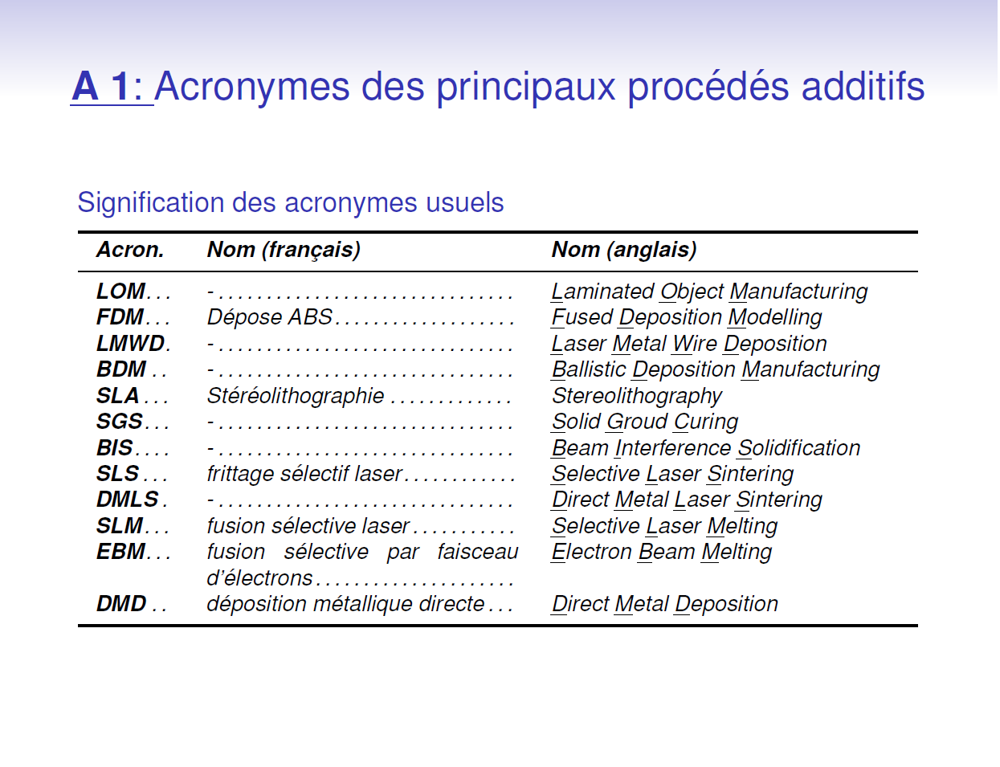 A 1: Acronymes des principaux procédés additifs
Signification des acronymes usuels
Acron. Nom (français) Nom (anglais)
LOM... -............................... Laminated Object Manufacturing
FDM... Dépose ABS................... Fused Deposition Modelling
LMWD. -............................... Laser Metal Wire Deposition
BDM .. -............................... Ballistic Deposition Manufacturing
SLA ... Stéréolithographie ............. Stereolithography
SGS... -............................... Solid Groud Curing
BIS.... -............................... Beam Interference Solidification
SLS ... frittage sélectif laser............ Selective Laser Sintering
DMLS . -............................... Direct Metal Laser Sintering
SLM... fusion sélective laser........... Selective Laser Melting
EBM... fusion sélective par faisceau Electron Beam Melting
d'électrons.....................
DMD .. déposition métallique directe... Direct Metal Deposition